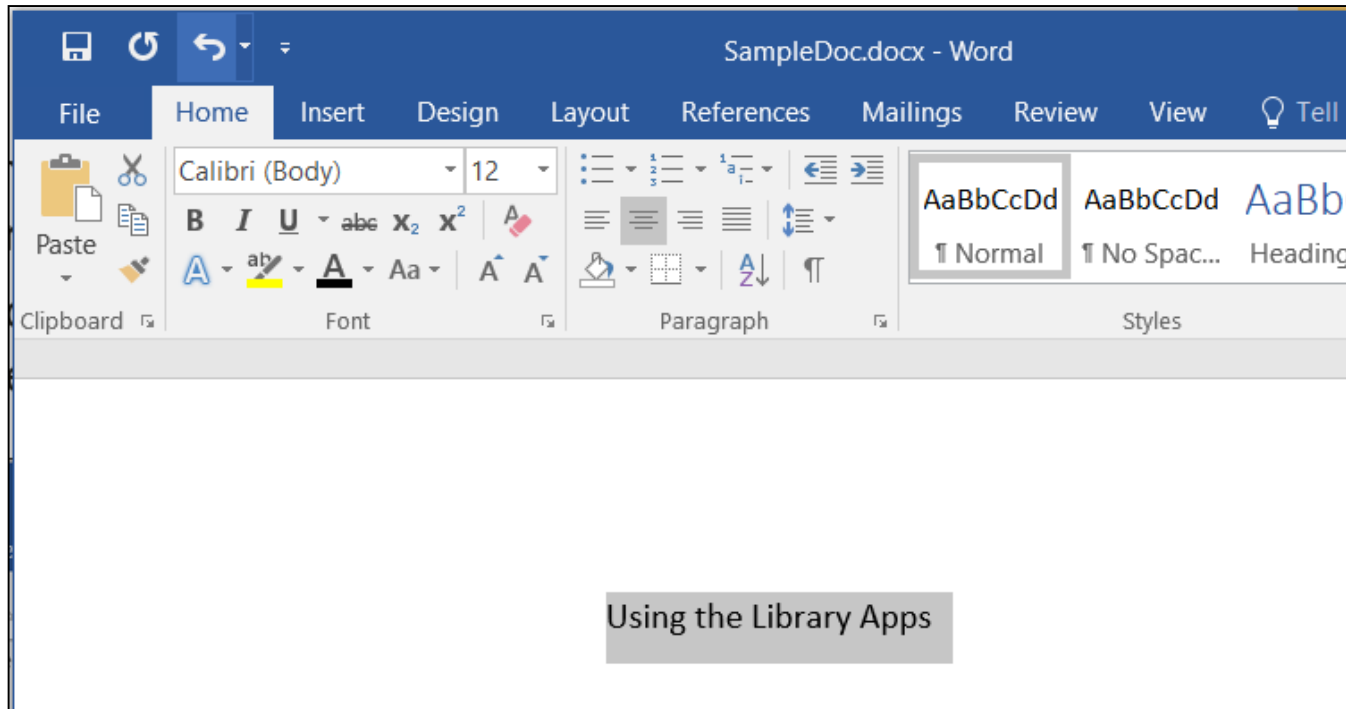 SampleDoc.docx - Word
File Home Insert Design Layout References Mailings Review View Tell
Paste
Calibri (Body) 12
B I U abc X₂ X² A
A ab A Aa A A
AaBbCcDd AaBbCcDd AaBb
¶ Normal ¶ No Spac... Heading
Clipboard Font Paragraph Styles
Using the Library Apps